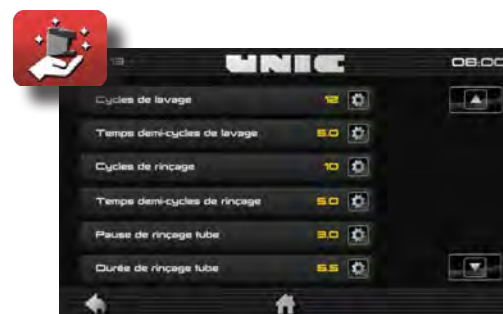 13
UNIC
08:00
Cycles de lavage 12
Temps demi-cycles de lavage 5.0
Cycles de rinçage 10
Temps demi-cycles de rinçage 5.0
Pause de rinçage tube 3.0
Durée de rinçage tube 5.5